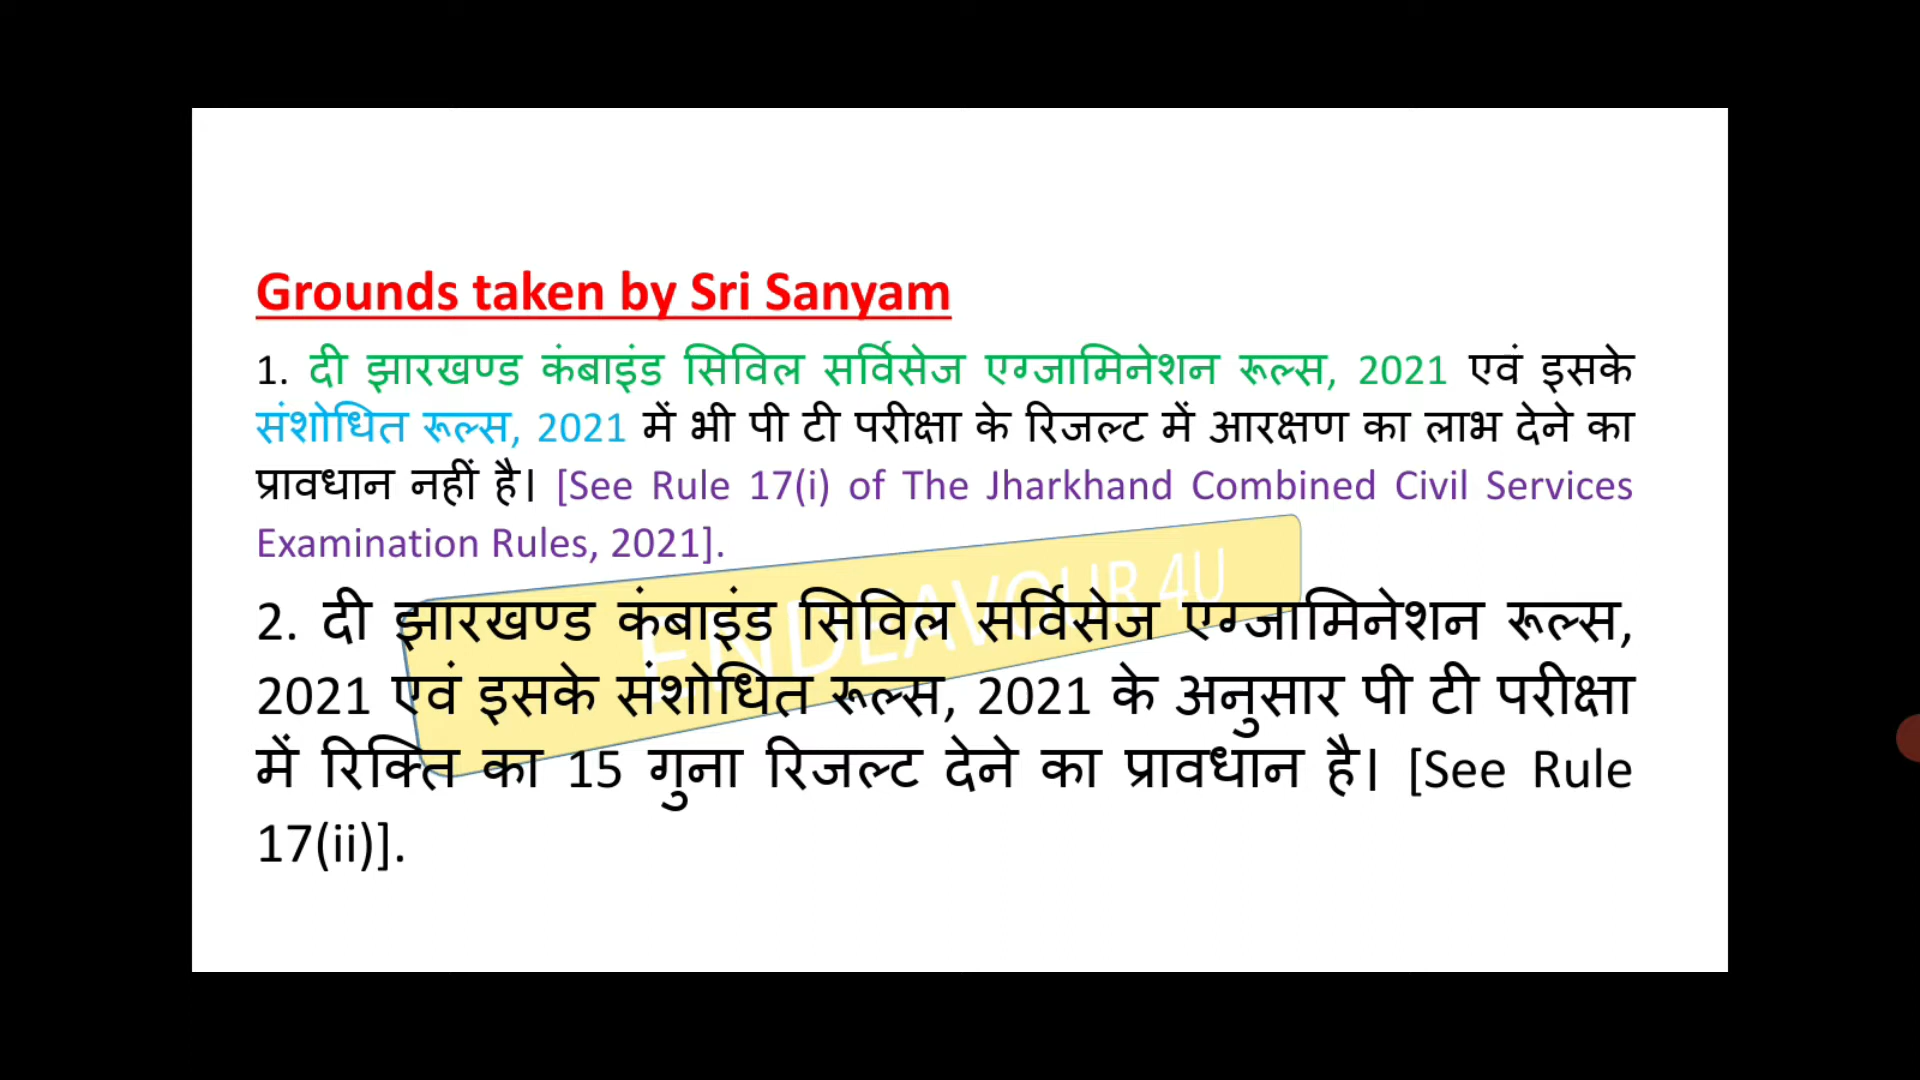 Grounds taken by Sri Sanyam
1. दी झारखण्ड कंबाइंड सिविल सर्विसेज एग्जामिनेशन रूल्स, 2021 एवं इसके
संशोधित रूल्स, 2021 में भी पी टी परीक्षा के रिजल्ट में आरक्षण का लाभ देने का
प्रावधान नहीं है। [See Rule 17(i) of The Jharkhand Combined Civil Services
Examination Rules, 2021].
ENDEAVOUR 4U
2. दी झारखण्ड कंबाइंड सिविल सर्विसेज एग्जामिनेशन रूल्स,
2021 एवं इसके संशोधित रूल्स, 2021 के अनुसार पी टी परीक्षा
में रिक्ति का 15 गुना रिजल्ट देने का प्रावधान है। [See Rule
17(ii)].